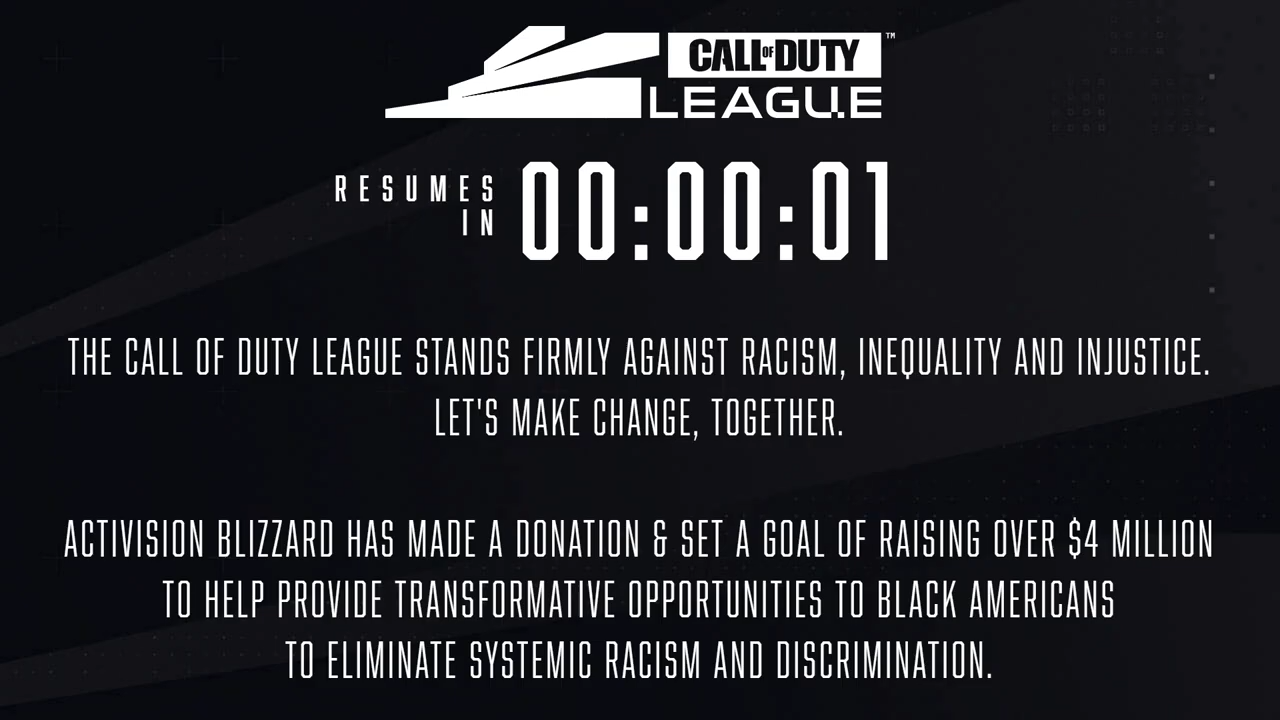 CALL OF DUTY™
LEAGUE
RESUMES
IN
00:00:01
THE CALL OF DUTY LEAGUE STANDS FIRMLY AGAINST RACISM, INEQUALITY AND INJUSTICE.
LET'S MAKE CHANGE, TOGETHER.
ACTIVISION BLIZZARD HAS MADE A DONATION & SET A GOAL OF RAISING OVER $4 MILLION
TO HELP PROVIDE TRANSFORMATIVE OPPORTUNITIES TO BLACK AMERICANS
TO ELIMINATE SYSTEMIC RACISM AND DISCRIMINATION.